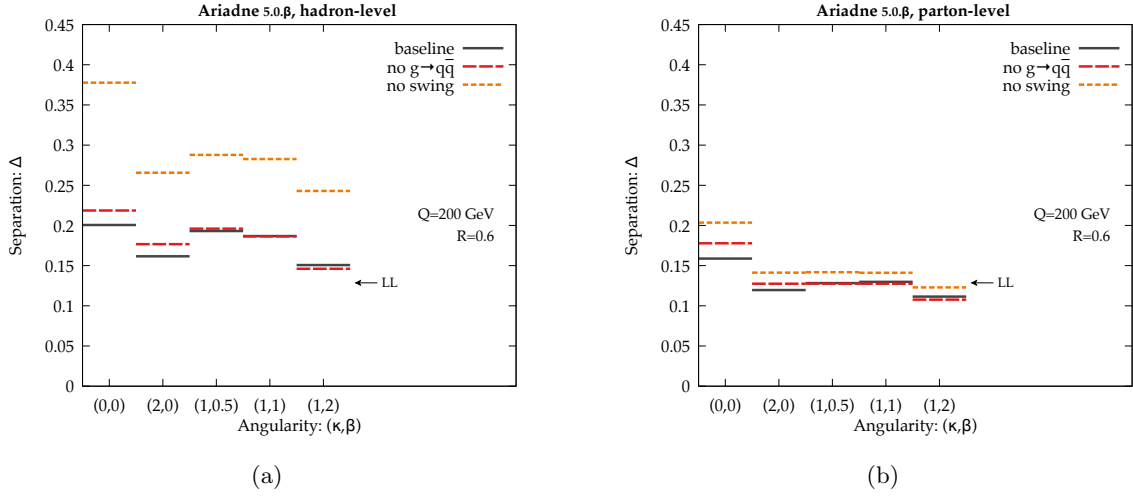 Ariadne 5.0.β, hadron-level
0.45
0.4
0.35
0.3
0.25
0.2
0.15
0.1
0.05
0
Separation: Δ
baseline
no g→qq̅
no swing
Q=200 GeV
R=0.6
LL
(0,0) (2,0) (1,0.5) (1,1) (1,2)
Angularity: (κ,β)
(a)
Ariadne 5.0.β, parton-level
0.45
0.4
0.35
0.3
0.25
0.2
0.15
0.1
0.05
0
Separation: Δ
baseline
no g→qq̅
no swing
Q=200 GeV
R=0.6
LL
(0,0) (2,0) (1,0.5) (1,1) (1,2)
Angularity: (κ,β)
(b)